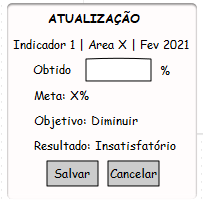 ATUALIZAÇÃO
Indicador 1 | Area X | Fev 2021
Obtido %
Meta: X%
Objetivo: Diminuir
Resultado: Insatisfatório
Salvar Cancelar